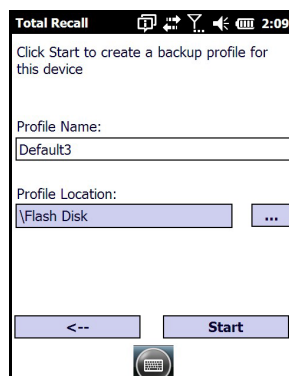 Total Recall 2:09
Click Start to create a backup profile for
this device
Profile Name:
Default3
Profile Location:
\Flash Disk ...
<-- Start